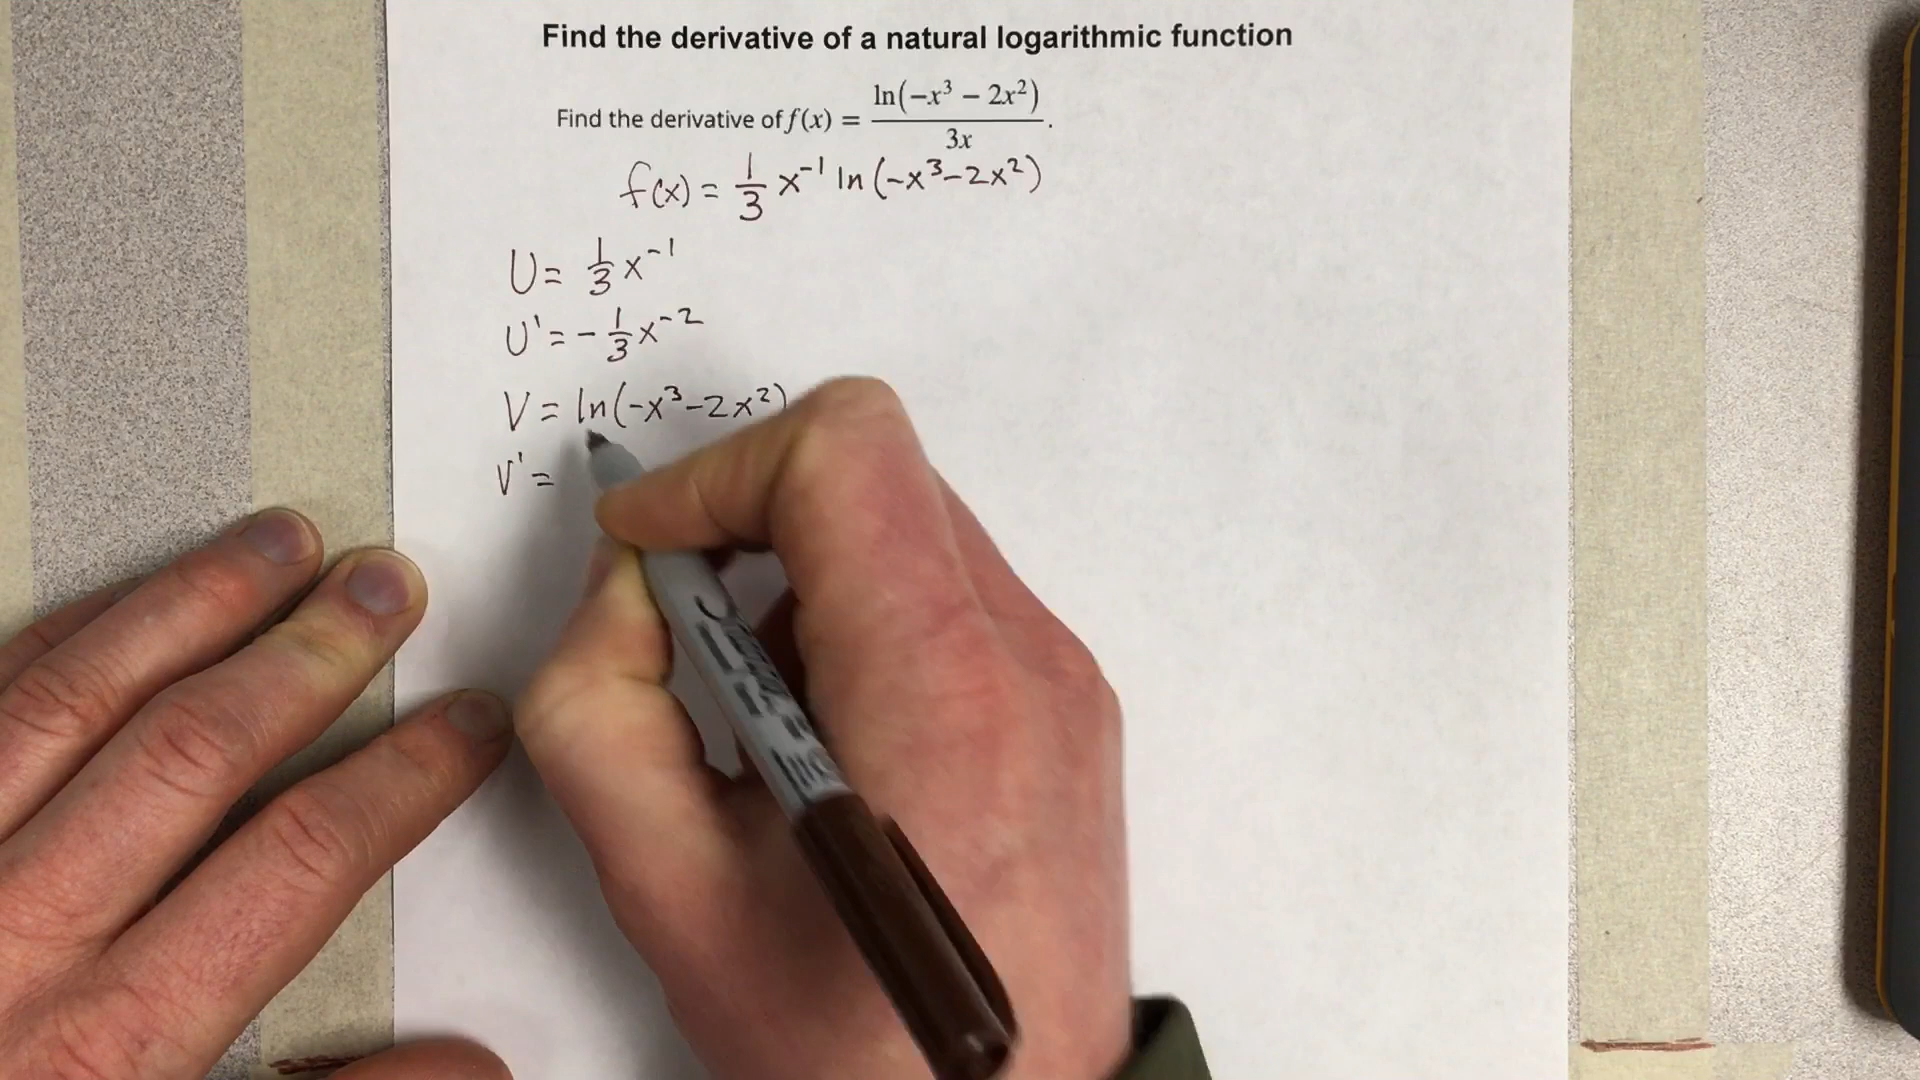 Find the derivative of a natural logarithmic function
Find the derivative of f(x) = ln(−x³ − 2x²) / 3x.
f(x) = 1/3 x⁻¹ ln(-x³-2x²)
U = 1/3 x⁻¹
U' = -1/3 x⁻²
V = ln(-x³-2x²)
V' =